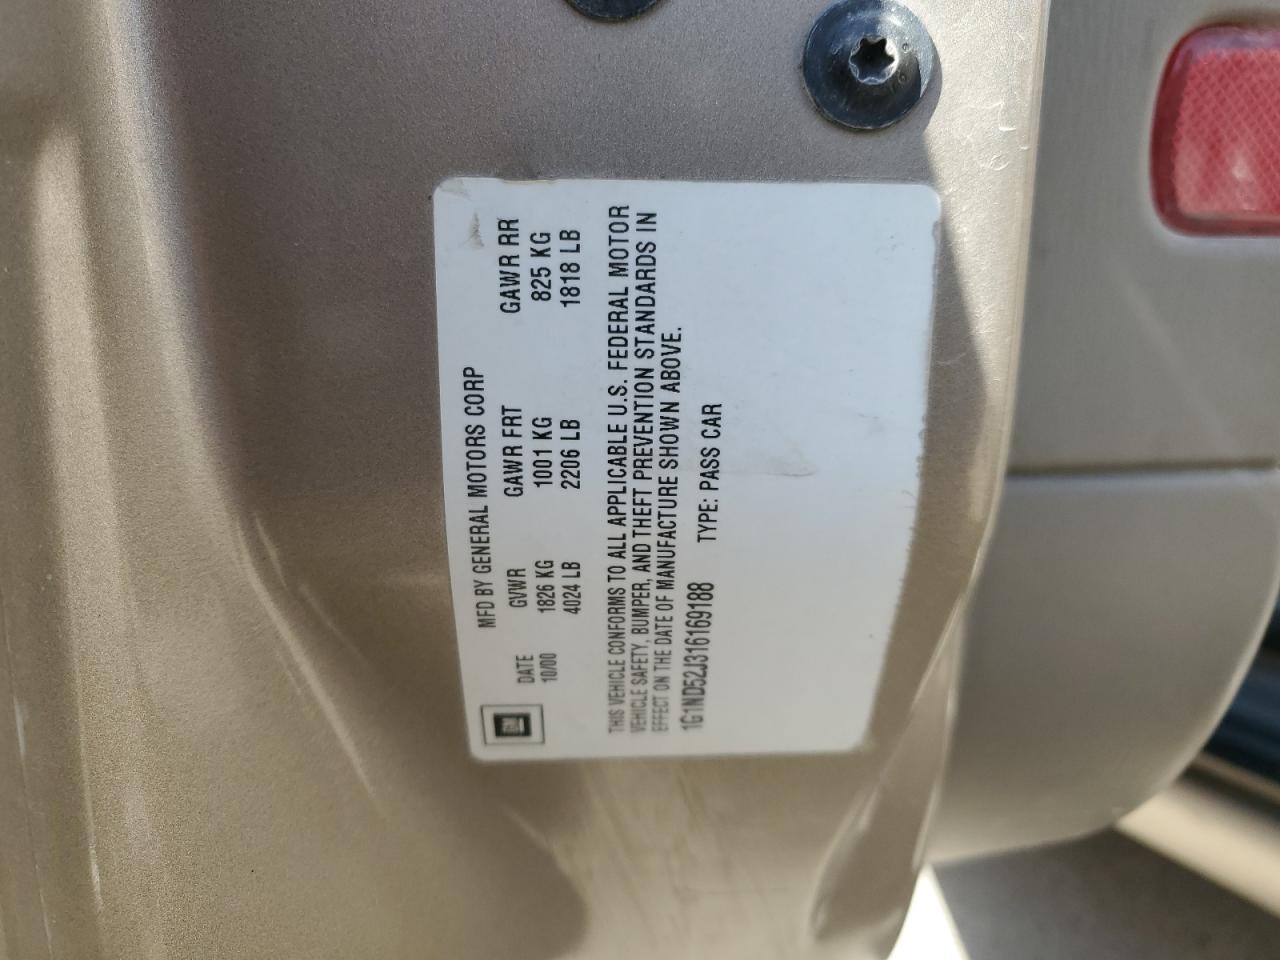 MFD BY GENERAL MOTORS CORP
DATE GVWR GAWR FRT GAWR RR
10/00 1826 KG 1001 KG 825 KG
4024 LB 2206 LB 1818 LB
GM
THIS VEHICLE CONFORMS TO ALL APPLICABLE U.S. FEDERAL MOTOR
VEHICLE SAFETY, BUMPER, AND THEFT PREVENTION STANDARDS IN
EFFECT ON THE DATE OF MANUFACTURE SHOWN ABOVE.
1G1ND52J316169188 TYPE: PASS CAR